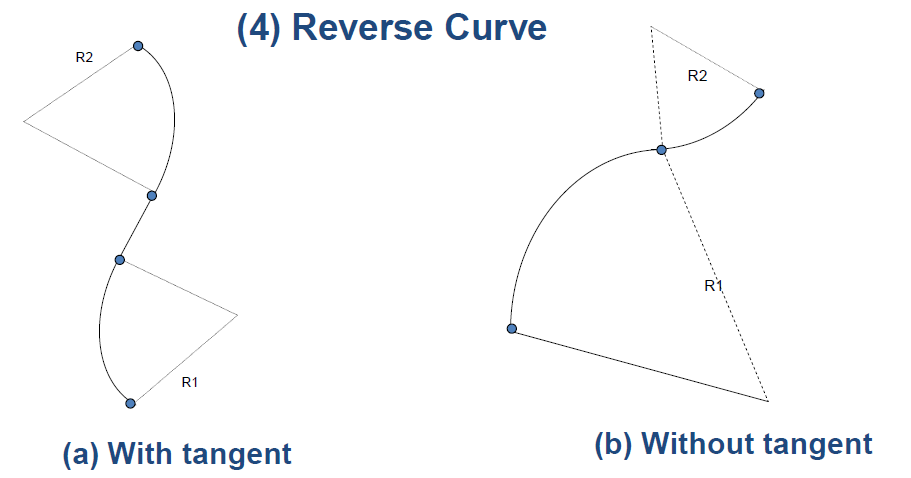 (4) Reverse Curve
R2
R2
R1
R1
(a) With tangent
(b) Without tangent